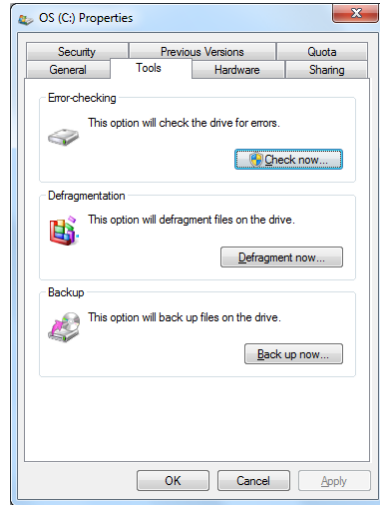 OS (C:) Properties
Security Previous Versions Quota
General Tools Hardware Sharing
Error-checking
This option will check the drive for errors.
Check now...
Defragmentation
This option will defragment files on the drive.
Defragment now...
Backup
This option will back up files on the drive.
Back up now...
OK Cancel Apply